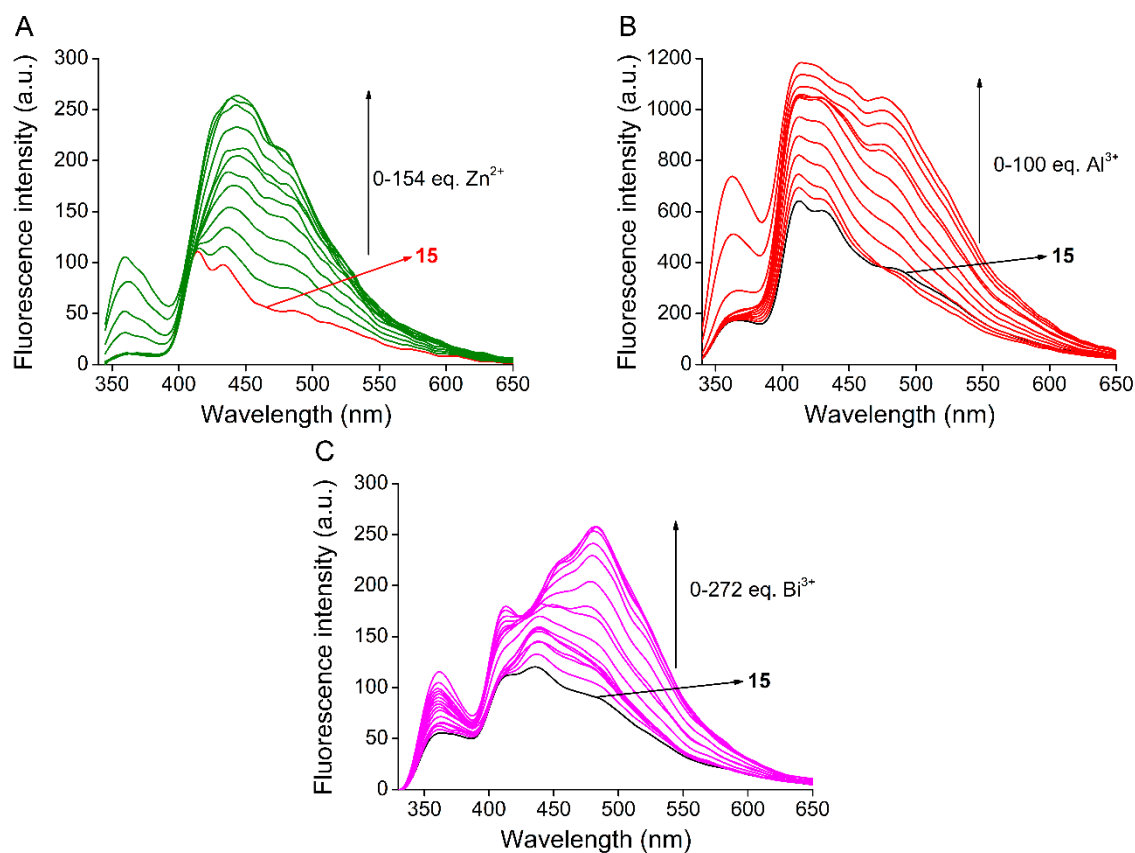 A
Fluorescence intensity (a.u.)
300
250
200
150
100
50
0
0-154 eq. Zn²⁺
15
350 400 450 500 550 600 650
Wavelength (nm)
B
Fluorescence intensity (a.u.)
1200
1000
800
600
400
200
0
0-100 eq. Al³⁺
15
350 400 450 500 550 600 650
Wavelength (nm)
C
Fluorescence intensity (a.u.)
300
250
200
150
100
50
0
0-272 eq. Bi³⁺
15
350 400 450 500 550 600 650
Wavelength (nm)